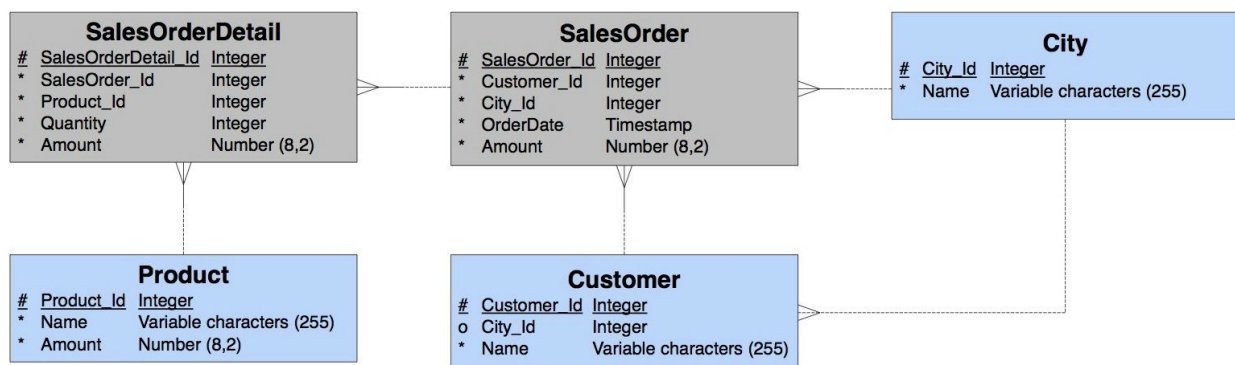 SalesOrderDetail
# SalesOrderDetail_Id Integer
* SalesOrder_Id Integer
* Product_Id Integer
* Quantity Integer
* Amount Number (8,2)
SalesOrder
# SalesOrder_Id Integer
* Customer_Id Integer
* City_Id Integer
* OrderDate Timestamp
* Amount Number (8,2)
City
# City_Id Integer
* Name Variable characters (255)
Product
# Product_Id Integer
* Name Variable characters (255)
* Amount Number (8,2)
Customer
# Customer_Id Integer
o City_Id Integer
* Name Variable characters (255)